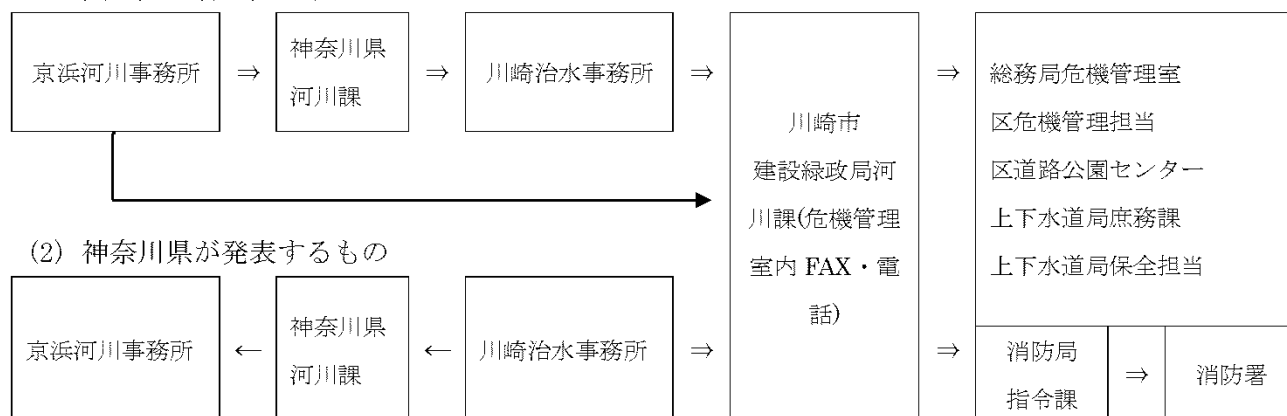 京浜河川事務所
⇒
神奈川県
河川課
⇒
川崎治水事務所
⇒
川崎市
建設緑政局河
川課(危機管理
室内 FAX・電
話)
⇒
総務局危機管理室
区危機管理担当
区道路公園センター
上下水道局庶務課
上下水道局保全担当
(2) 神奈川県が発表するもの
京浜河川事務所
←
神奈川県
河川課
←
川崎治水事務所
⇒
⇒
消防局
指令課
⇒
消防署